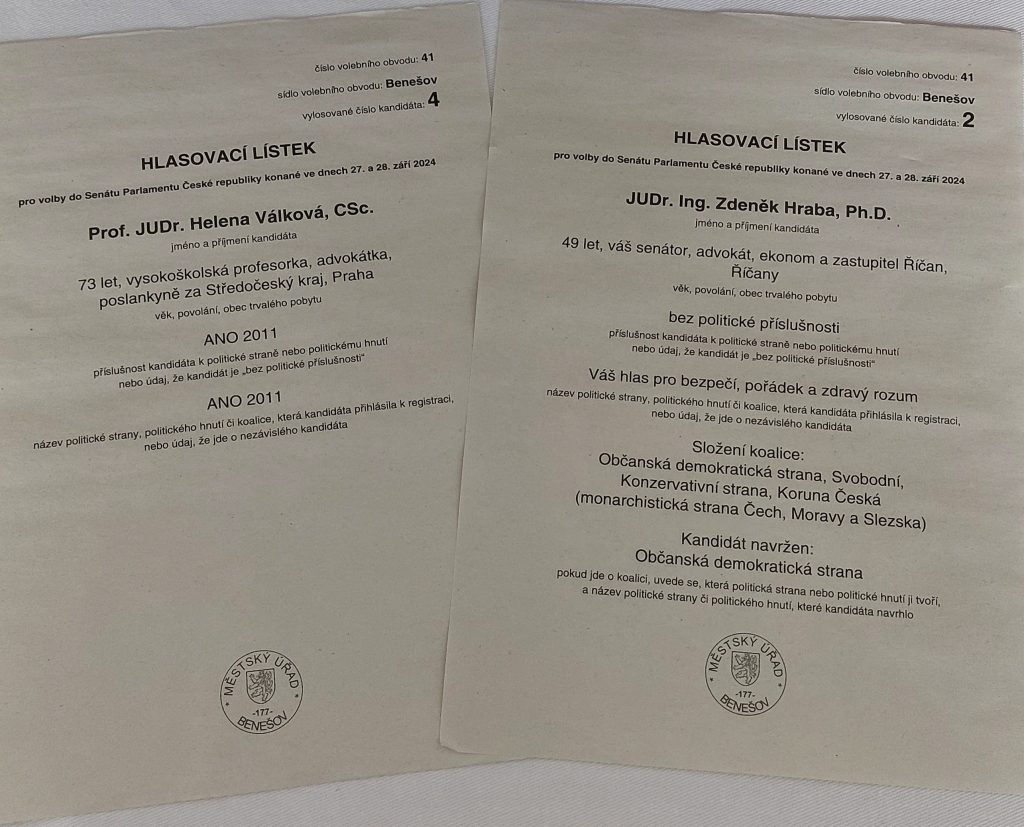 číslo volebního obvodu: 41
sídlo volebního obvodu: Benešov
vylosované číslo kandidáta: 4
HLASOVACÍ LÍSTEK
pro volby do Senátu Parlamentu České republiky konané ve dnech 27. a 28. září 2024
Prof. JUDr. Helena Válková, CSc.
jméno a příjmení kandidáta
73 let, vysokoškolská profesorka, advokátka,
poslankyně za Středočeský kraj, Praha
věk, povolání, obec trvalého pobytu
ANO 2011
příslušnost kandidáta k politické straně nebo politickému hnutí
nebo údaj, že kandidát je „bez politické příslušnosti“
ANO 2011
název politické strany, politického hnutí či koalice, která kandidáta přihlásila k registraci,
nebo údaj, že jde o nezávislého kandidáta
* MĚSTSKÝ ÚŘAD *
-177-
BENEŠOV
číslo volebního obvodu: 41
sídlo volebního obvodu: Benešov
vylosované číslo kandidáta: 2
HLASOVACÍ LÍSTEK
pro volby do Senátu Parlamentu České republiky konané ve dnech 27. a 28. září 2024
JUDr. Ing. Zdeněk Hraba, Ph.D.
jméno a příjmení kandidáta
49 let, váš senátor, advokát, ekonom a zastupitel Říčan,
Říčany
věk, povolání, obec trvalého pobytu
bez politické příslušnosti
příslušnost kandidáta k politické straně nebo politickému hnutí
nebo údaj, že kandidát je „bez politické příslušnosti“
Váš hlas pro bezpečí, pořádek a zdravý rozum
název politické strany, politického hnutí či koalice, která kandidáta přihlásila k registraci,
nebo údaj, že jde o nezávislého kandidáta
Složení koalice:
Občanská demokratická strana, Svobodní,
Konzervativní strana, Koruna Česká
(monarchistická strana Čech, Moravy a Slezska)
Kandidát navržen:
Občanská demokratická strana
pokud jde o koalici, uvede se, která politická strana nebo politické hnutí ji tvoří,
a název politické strany či politického hnutí, které kandidáta navrhlo
* MĚSTSKÝ ÚŘAD *
-177-
BENEŠOV